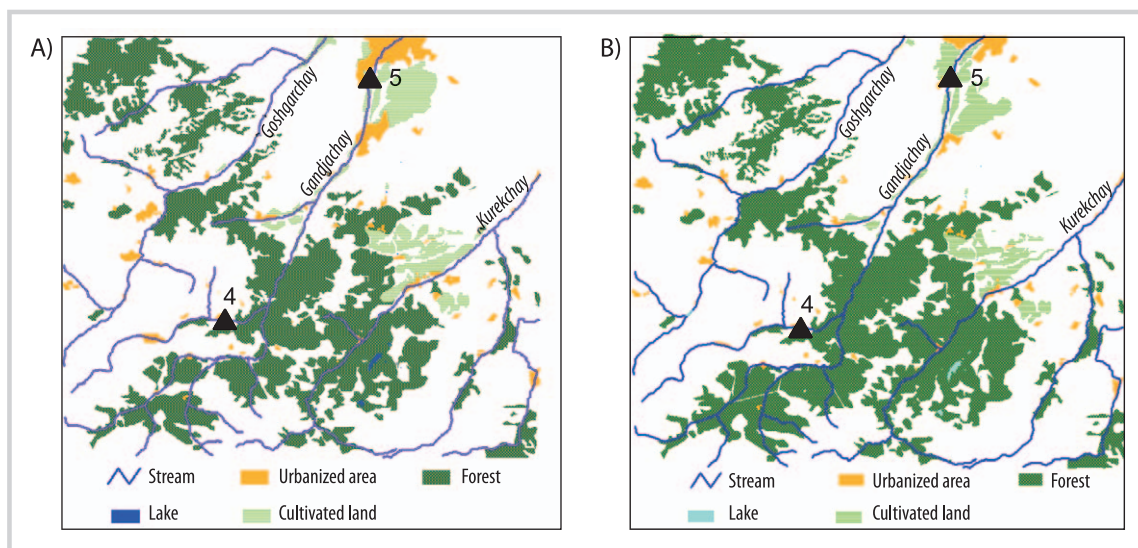 A)
5
Goshgarchay
Gandjachay
Kurekchay
4
Stream
Urbanized area
Forest
Lake
Cultivated land
B)
5
Goshgarchay
Gandjachay
Kurekchay
4
Stream
Urbanized area
Forest
Lake
Cultivated land